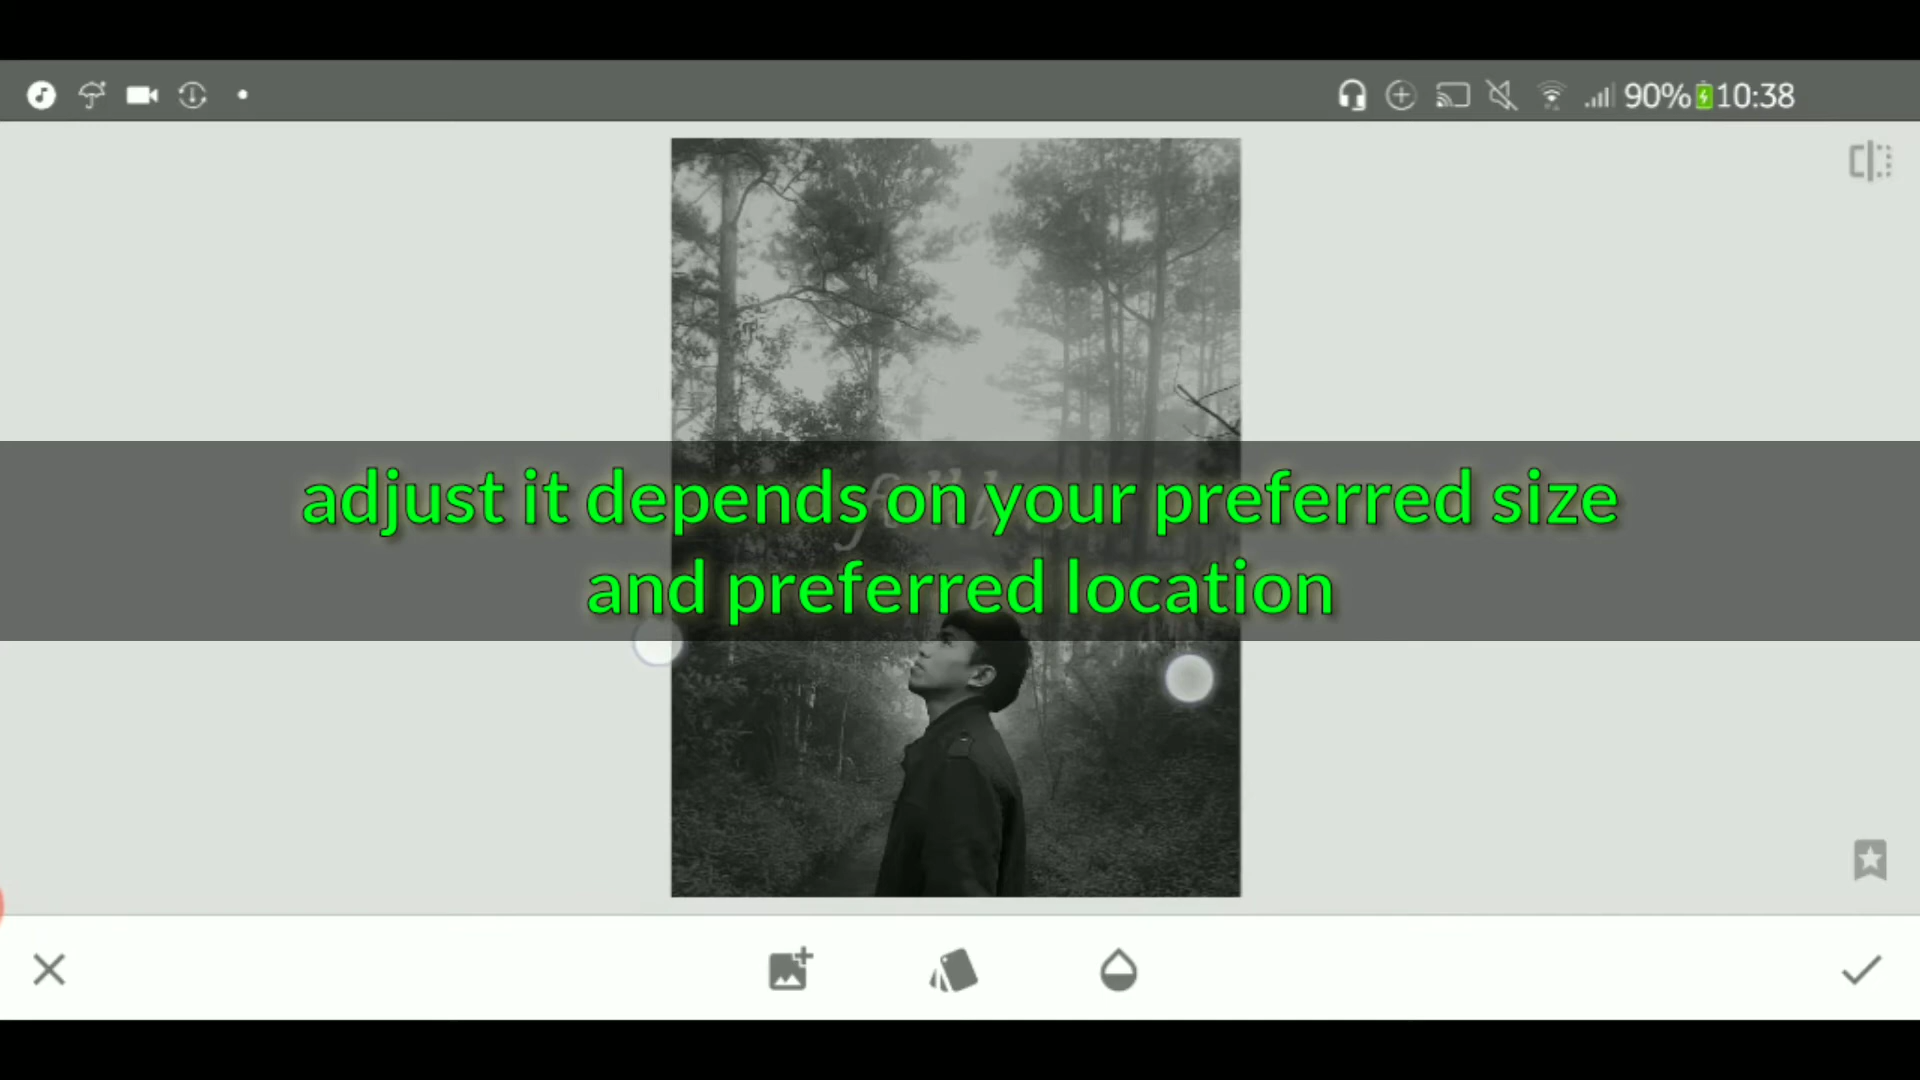 90% 10:38
adjust it depends on your preferred size
and preferred location